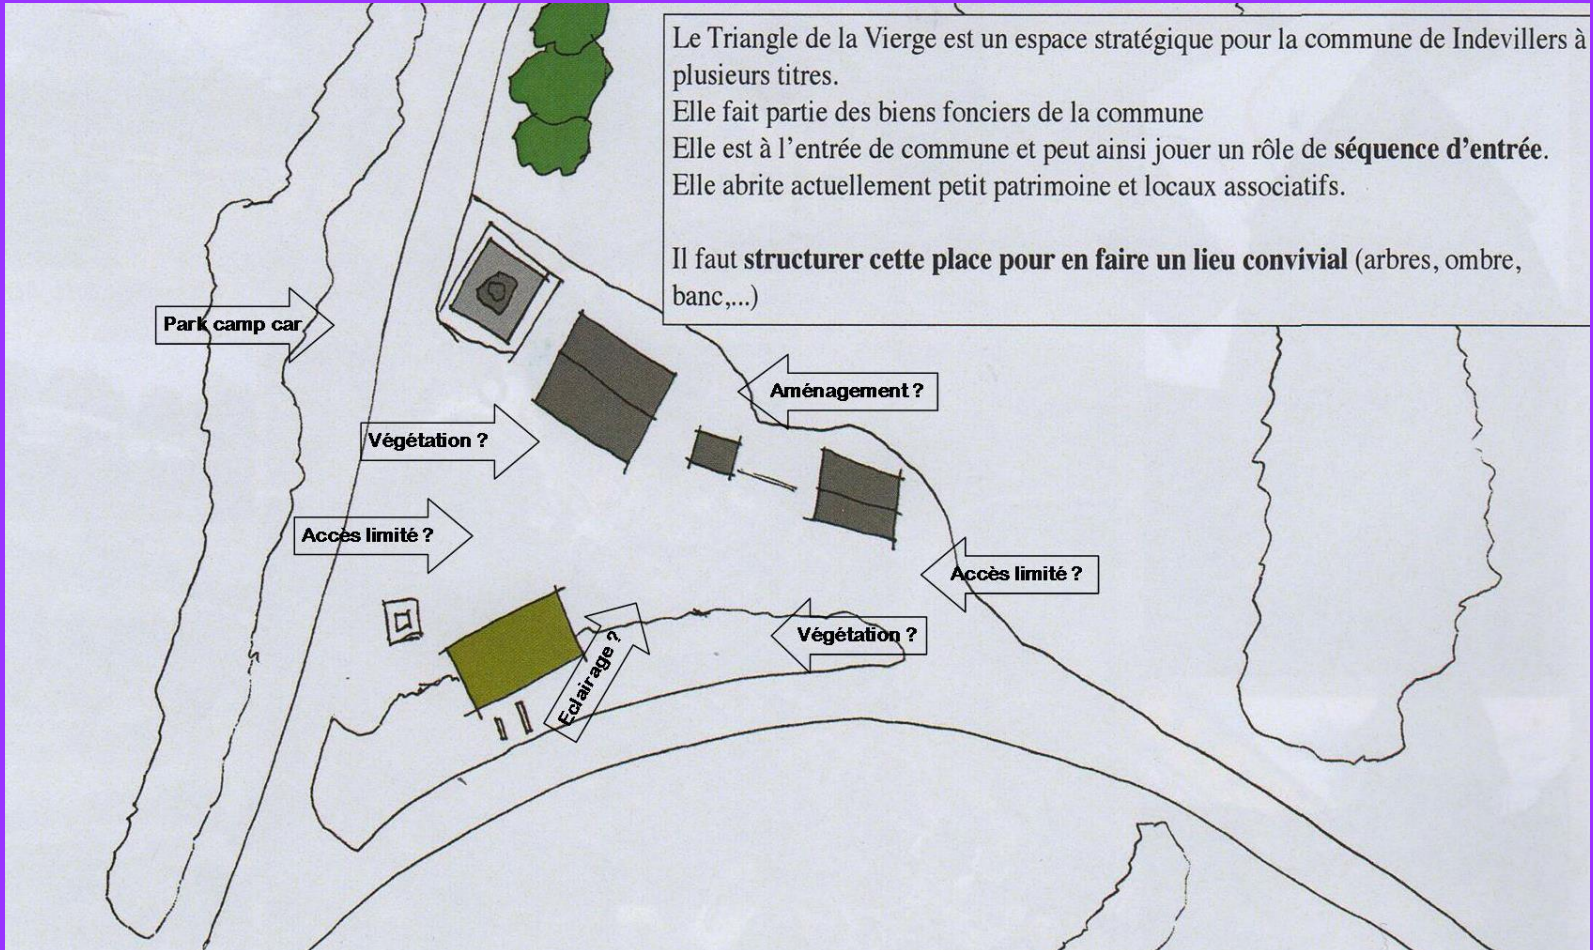 Le Triangle de la Vierge est un espace stratégique pour la commune de Indevillers à
plusieurs titres.
Elle fait partie des biens fonciers de la commune
Elle est à l'entrée de commune et peut ainsi jouer un rôle de séquence d'entrée.
Elle abrite actuellement petit patrimoine et locaux associatifs.
Il faut structurer cette place pour en faire un lieu convivial (arbres, ombre,
banc,...)
Park camp car
Aménagement ?
Végétation ?
Accès limité ?
Accès limité ?
Végétation ?
Eclairage ?